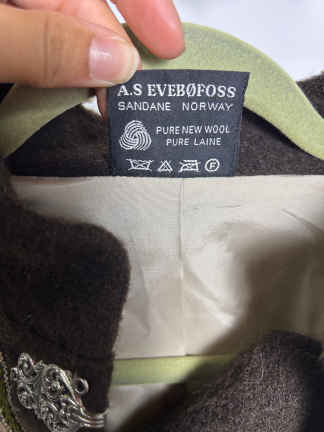 A.S EVEBØFOSS
SANDANE NORWAY
PURE NEW WOOL
PURE LAINE
F